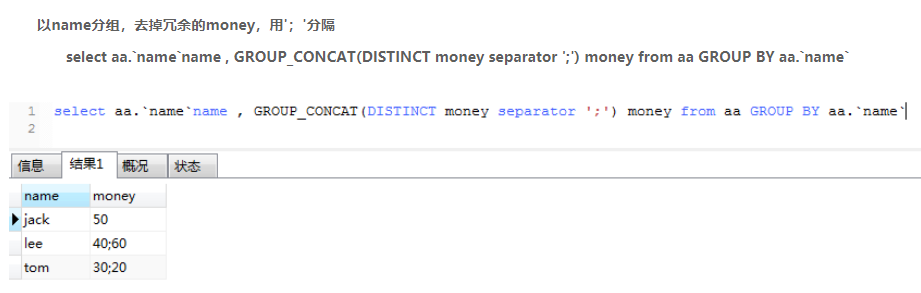 以name分组，去掉冗余的money，用'；'分隔
select aa.`name`name , GROUP_CONCAT(DISTINCT money separator ';') money from aa GROUP BY aa.`name`
1 select aa.`name`name , GROUP_CONCAT(DISTINCT money separator ';') money from aa GROUP BY aa.`name`
2
信息 结果1 概况 状态
name money
jack 50
lee 40;60
tom 30;20